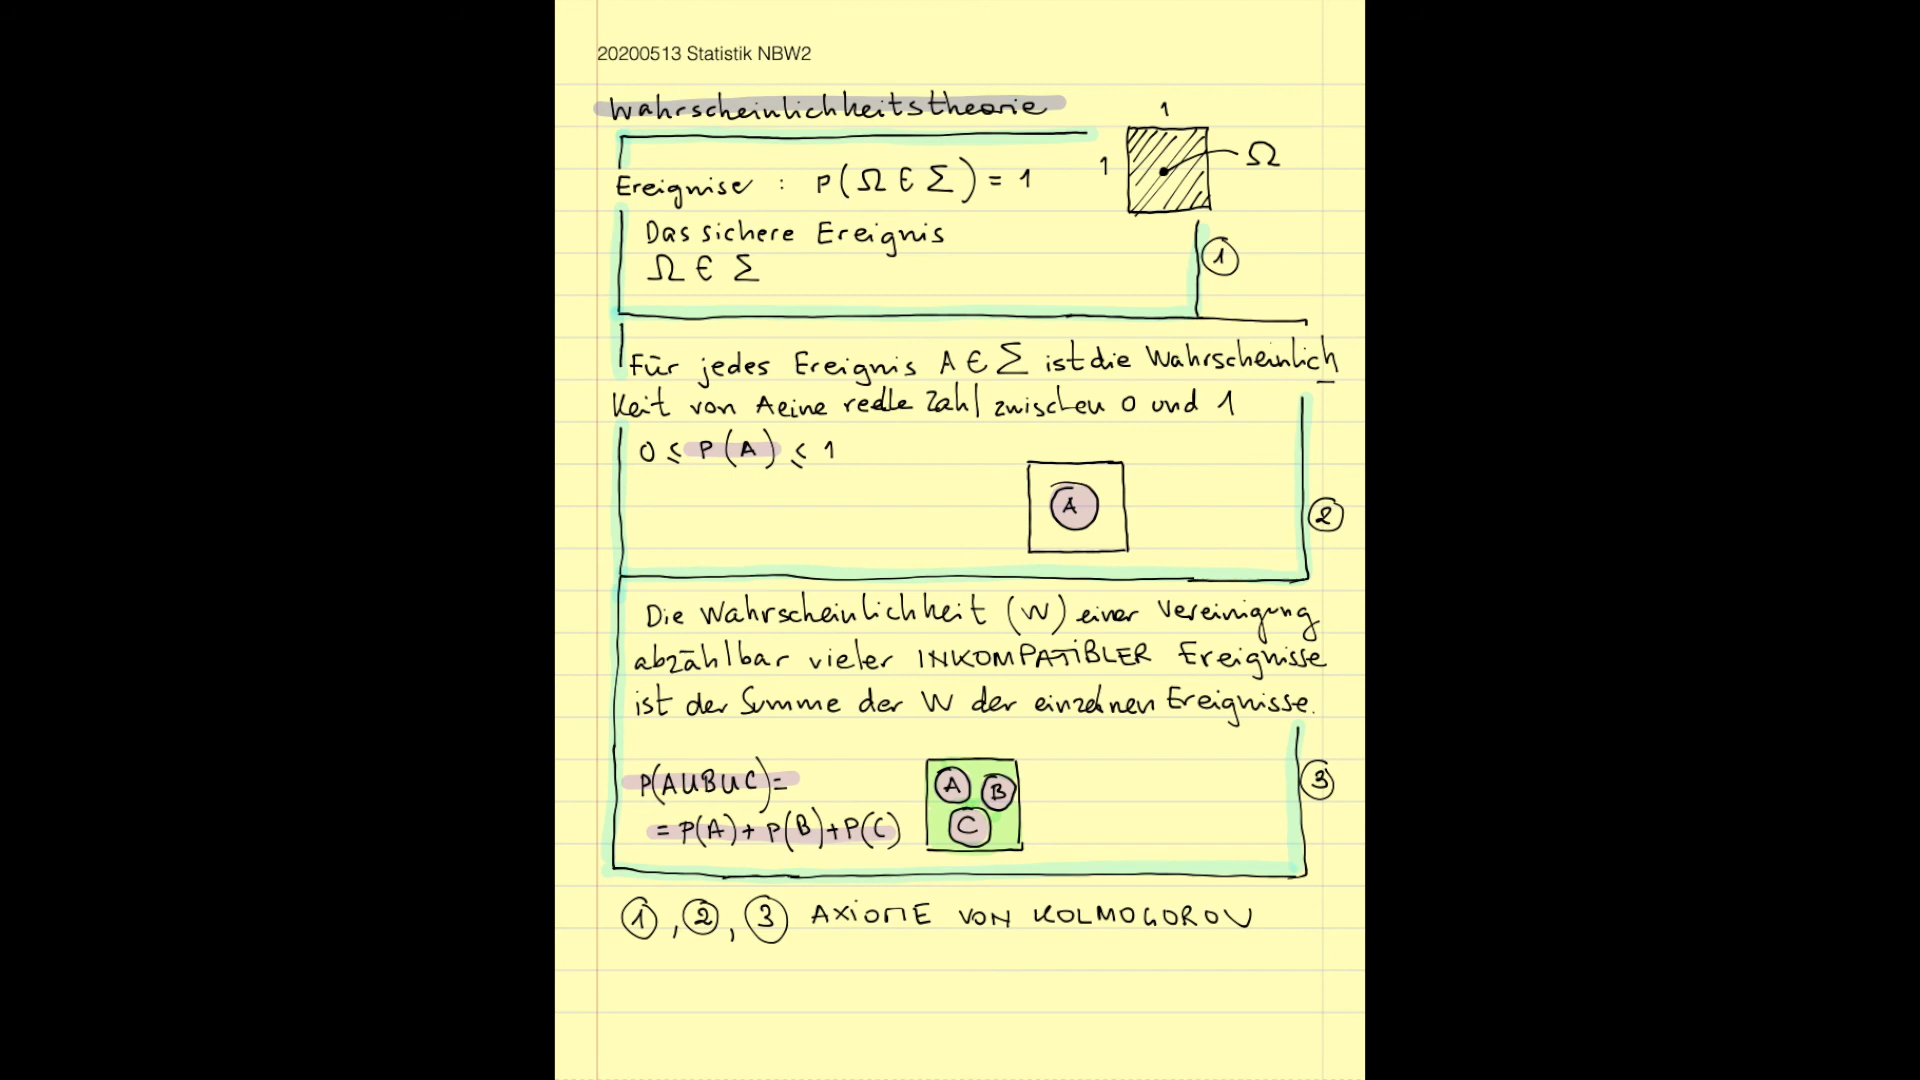 20200513 Statistik NBW2
Wahrscheinlichkeitstheorie
1
1
Ω
Ereignise : P(Ω ∈ Σ) = 1
Das sichere Ereignis
Ω ∈ Σ
1
Für jedes Ereignis A ∈ Σ ist die Wahrscheinlich
keit von A eine reelle Zahl zwischen 0 und 1
0 ≤ P(A) ≤ 1
A
2
Die Wahrscheinlichkeit (W) einer Vereinigung
abzählbar vieler INKOMPATIBLER Ereignisse
ist der Summe der W der einzelnen Ereignisse.
P(A∪B∪C)=
= P(A)+P(B)+P(C)
A B
C
3
1, 2, 3 AXIOME VON KOLMOGOROV